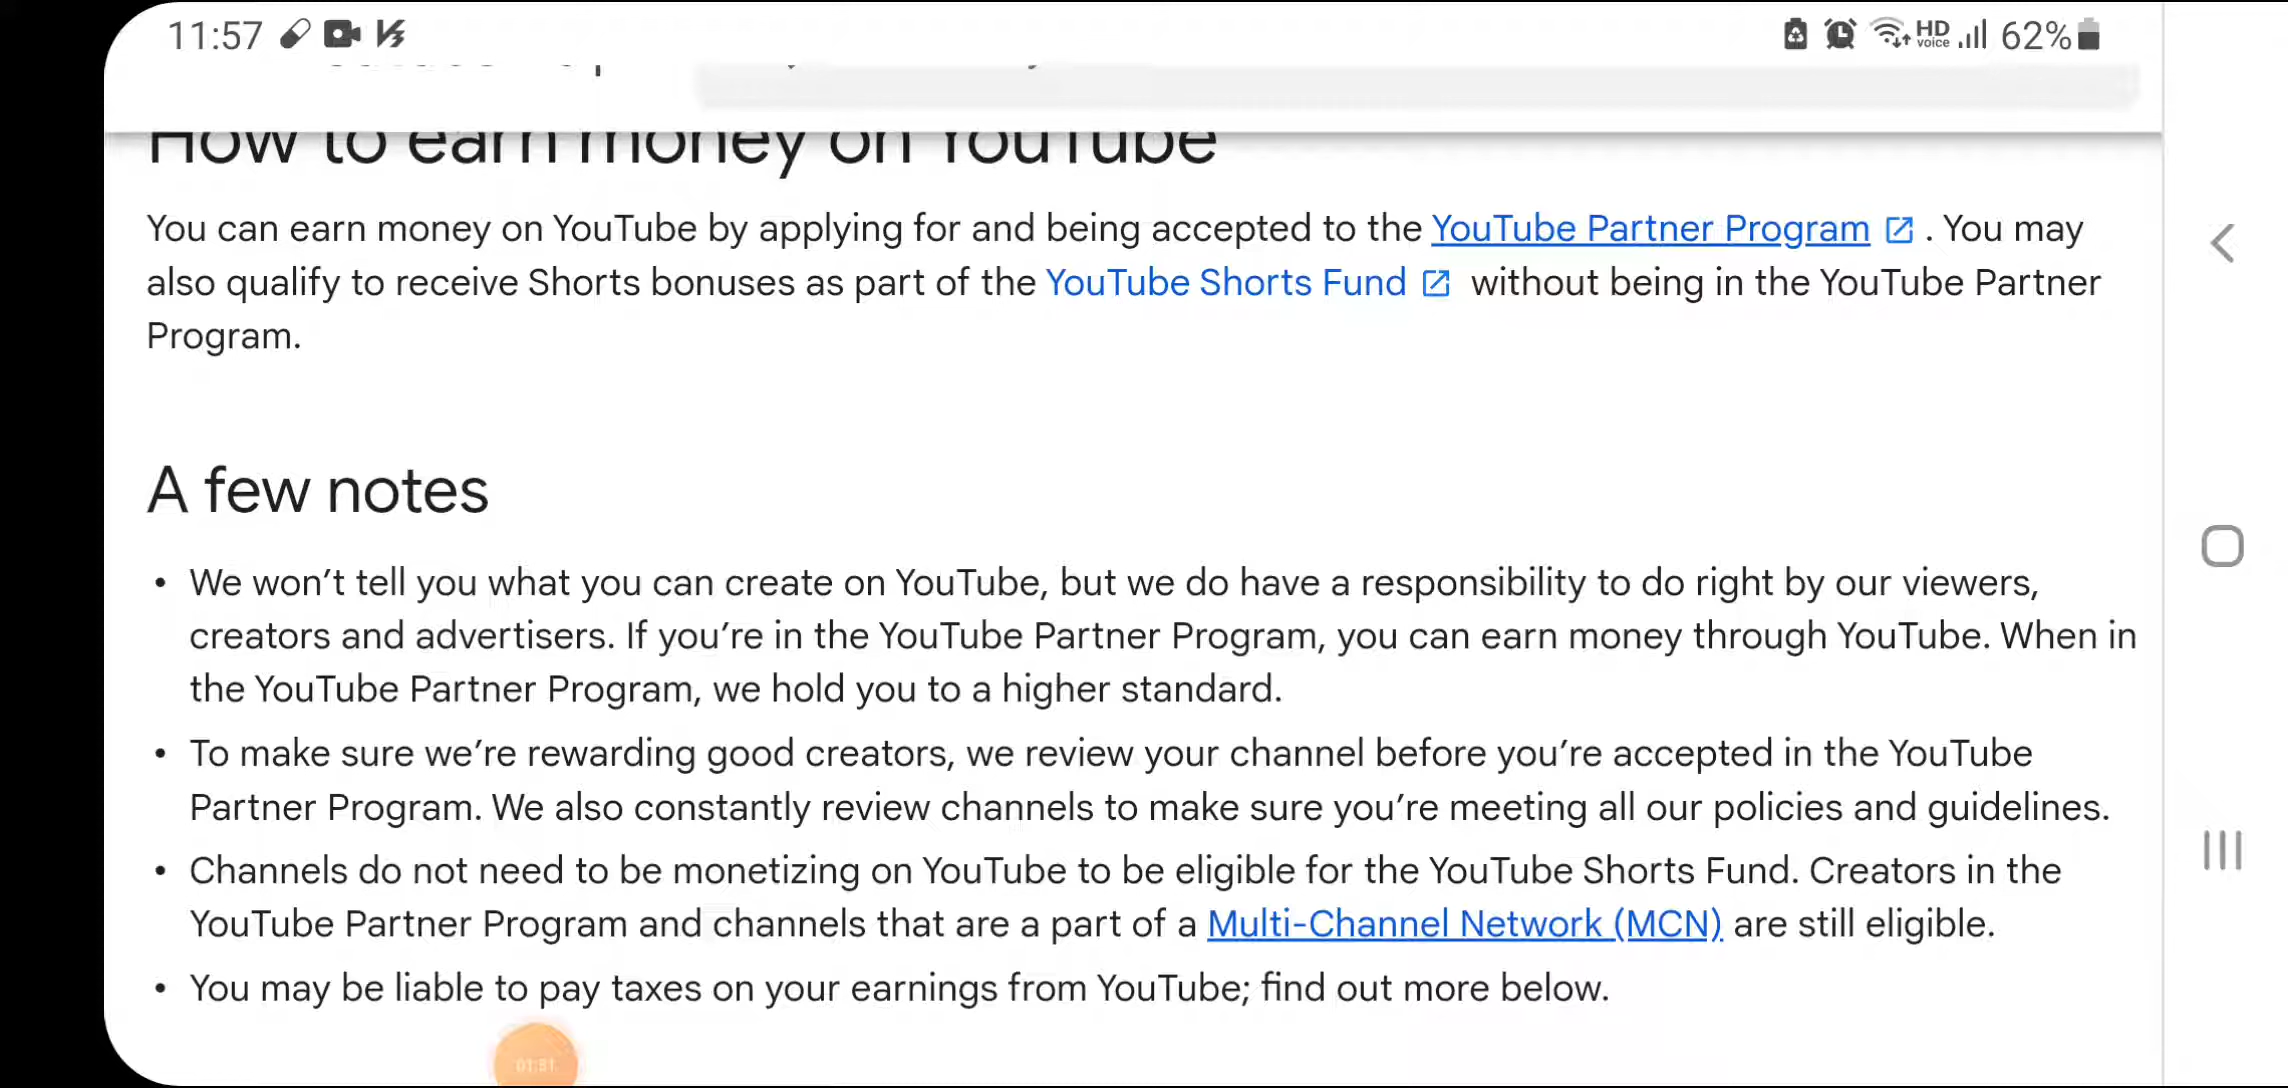 11:57 HD voice 62%
How to earn money on YouTube
You can earn money on YouTube by applying for and being accepted to the YouTube Partner Program . You may
also qualify to receive Shorts bonuses as part of the YouTube Shorts Fund without being in the YouTube Partner
Program.
A few notes
• We won’t tell you what you can create on YouTube, but we do have a responsibility to do right by our viewers,
creators and advertisers. If you’re in the YouTube Partner Program, you can earn money through YouTube. When in
the YouTube Partner Program, we hold you to a higher standard.
• To make sure we’re rewarding good creators, we review your channel before you’re accepted in the YouTube
Partner Program. We also constantly review channels to make sure you’re meeting all our policies and guidelines.
• Channels do not need to be monetizing on YouTube to be eligible for the YouTube Shorts Fund. Creators in the
YouTube Partner Program and channels that are a part of a Multi-Channel Network (MCN) are still eligible.
• You may be liable to pay taxes on your earnings from YouTube; find out more below.